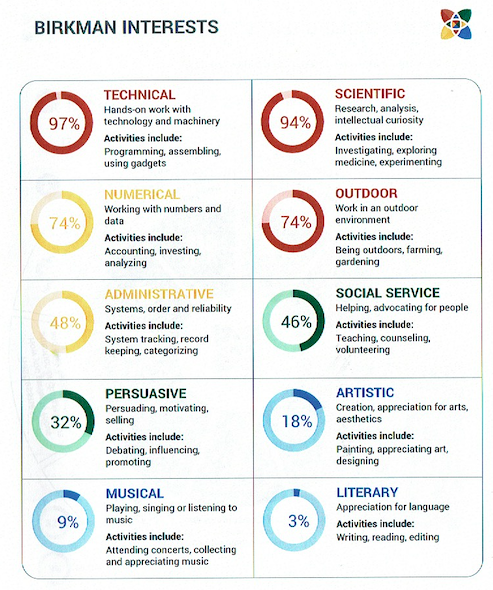 BIRKMAN INTERESTS
97%
TECHNICAL
Hands-on work with
technology and machinery
Activities include:
Programming, assembling,
using gadgets
94%
SCIENTIFIC
Research, analysis,
intellectual curiosity
Activities include:
Investigating, exploring
medicine, experimenting
74%
NUMERICAL
Working with numbers and
data
Activities include:
Accounting, investing,
analyzing
74%
OUTDOOR
Work in an outdoor
environment
Activities include:
Being outdoors, farming,
gardening
48%
ADMINISTRATIVE
Systems, order and reliability
Activities include:
System tracking, record
keeping, categorizing
46%
SOCIAL SERVICE
Helping, advocating for people
Activities include:
Teaching, counseling,
volunteering
32%
PERSUASIVE
Persuading, motivating,
selling
Activities include:
Debating, influencing,
promoting
18%
ARTISTIC
Creation, appreciation for arts,
aesthetics
Activities include:
Painting, appreciating art,
designing
9%
MUSICAL
Playing, singing or listening to
music
Activities include:
Attending concerts, collecting
and appreciating music
3%
LITERARY
Appreciation for language
Activities include:
Writing, reading, editing